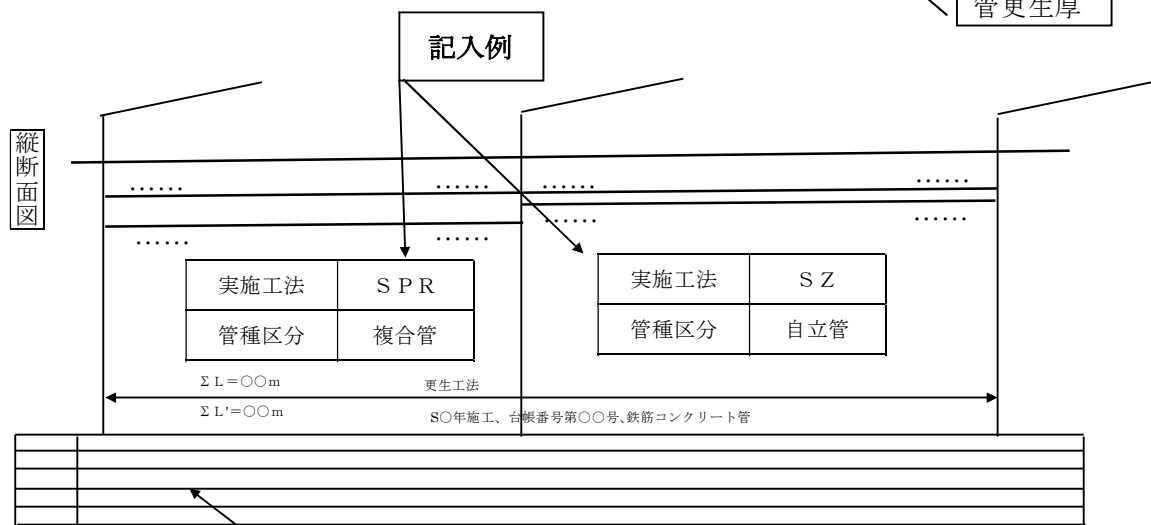 管更生厚
記入例
縦断面図
…… …… …… ……
…… …… …… ……
実施工法 ＳＰＲ
管種区分 複合管
実施工法 ＳＺ
管種区分 自立管
ΣＬ＝○○ｍ
更生工法
ΣＬ'＝○○ｍ
S○年施工、台帳番号第○○号、鉄筋コンクリート管